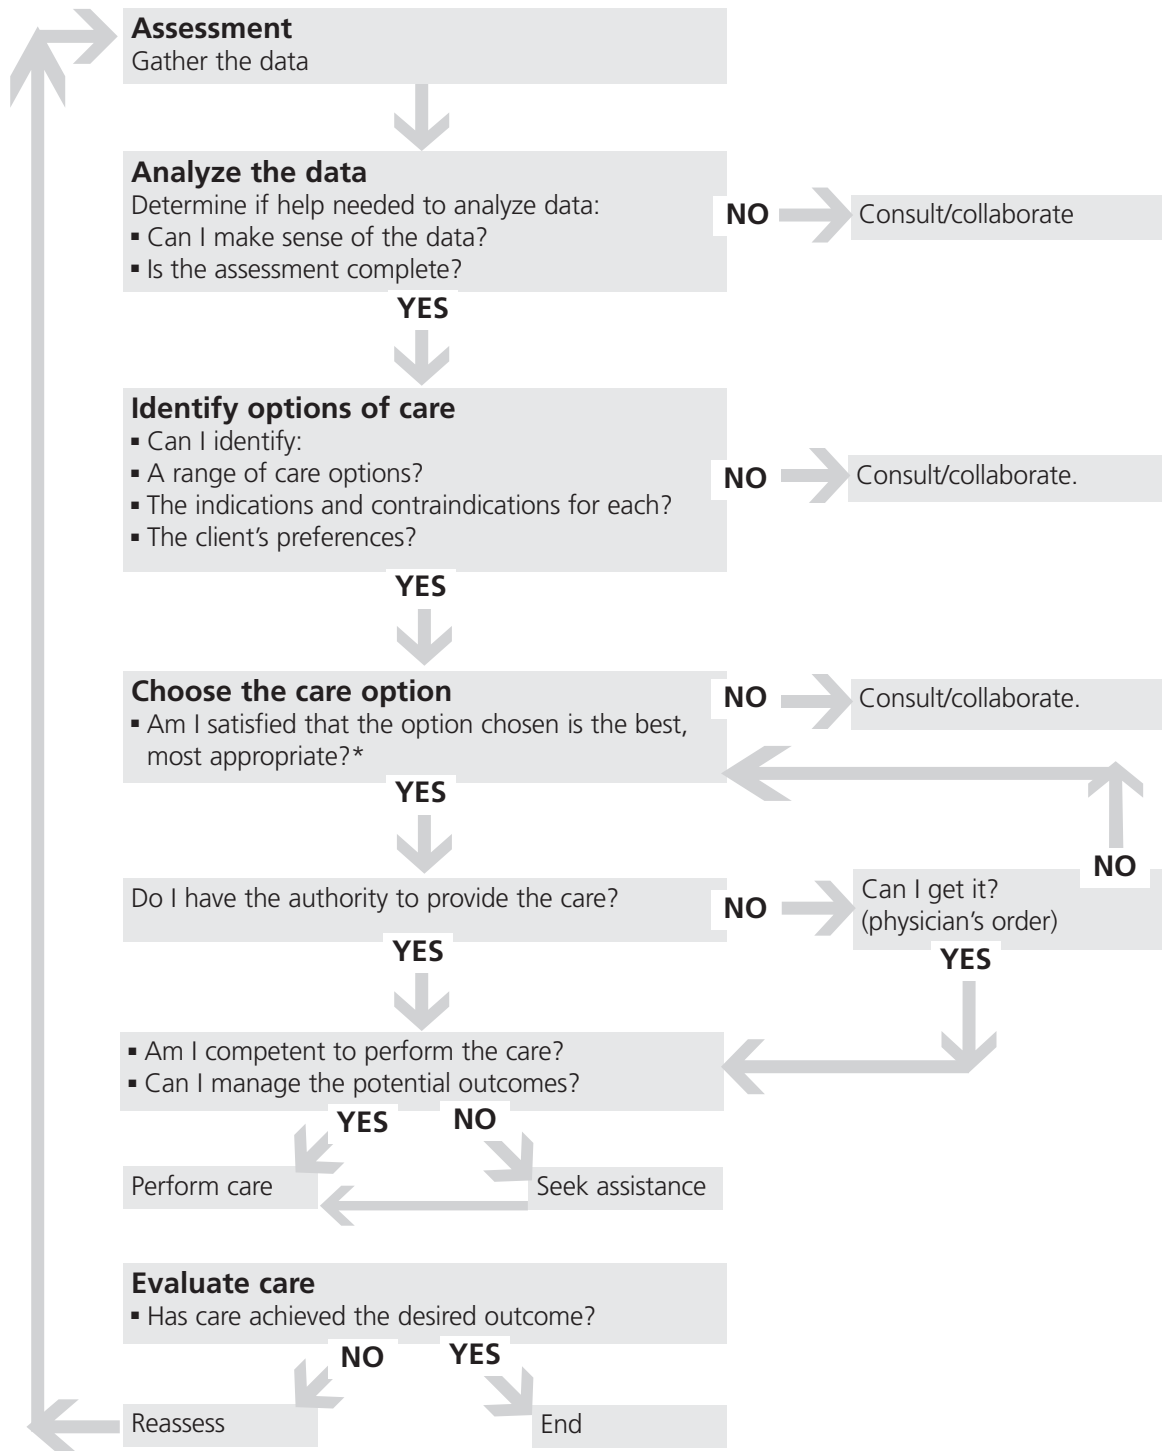 Assessment
Gather the data
Analyze the data
Determine if help needed to analyze data:
▪ Can I make sense of the data?
▪ Is the assessment complete?
NO
Consult/collaborate
YES
Identify options of care
▪ Can I identify:
▪ A range of care options?
▪ The indications and contraindications for each?
▪ The client's preferences?
NO
Consult/collaborate.
YES
Choose the care option
▪ Am I satisfied that the option chosen is the best,
most appropriate?*
NO
Consult/collaborate.
YES
Do I have the authority to provide the care?
NO
Can I get it?
(physician's order)
NO
YES
YES
▪ Am I competent to perform the care?
▪ Can I manage the potential outcomes?
YES
NO
Perform care
Seek assistance
Evaluate care
▪ Has care achieved the desired outcome?
NO
YES
Reassess
End